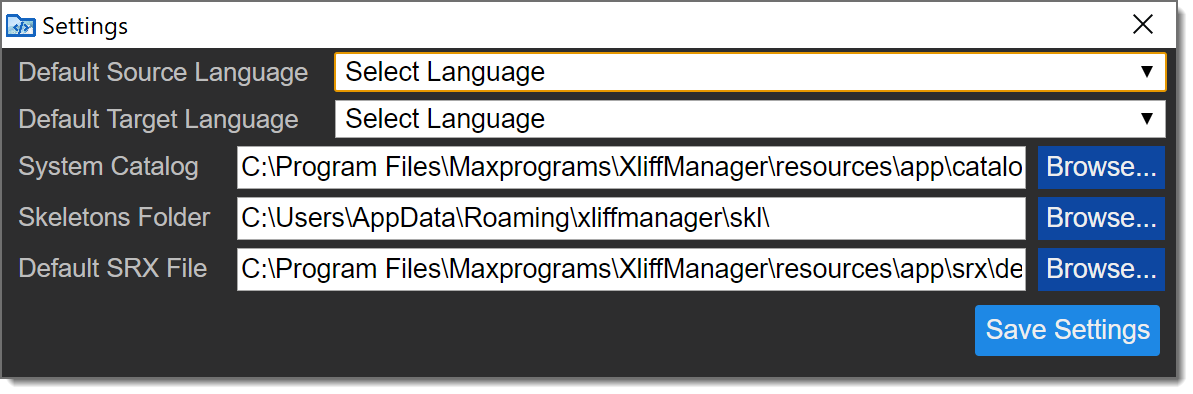 Settings
Default Source Language Select Language
Default Target Language Select Language
System Catalog C:\Program Files\Maxprograms\XliffManager\resources\app\catalo Browse...
Skeletons Folder C:\Users\AppData\Roaming\xliffmanager\skl\ Browse...
Default SRX File C:\Program Files\Maxprograms\XliffManager\resources\app\srx\de Browse...
Save Settings